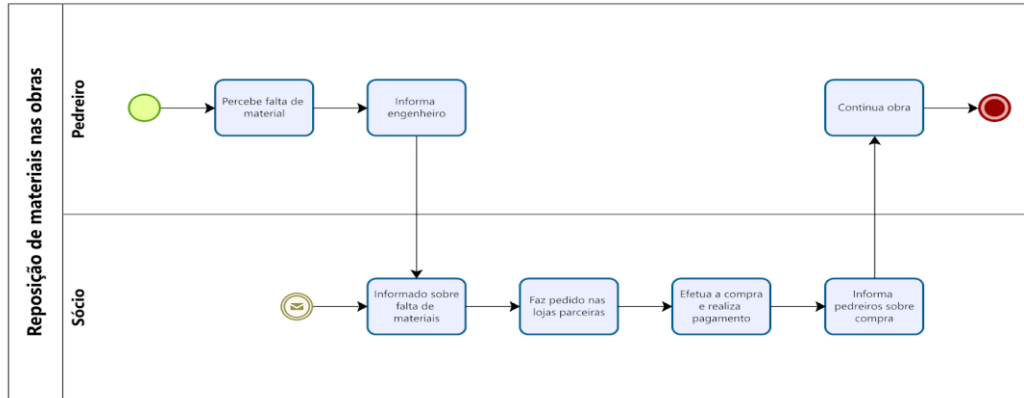 Reposição de materiais nas obras
Pedreiro
Percebe falta de
material
Informa
engenheiro
Continua obra
Sócio
Informado sobre
falta de
materiais
Faz pedido nas
lojas parceiras
Efetua a compra
e realiza
pagamento
Informa
pedreiros sobre
compra